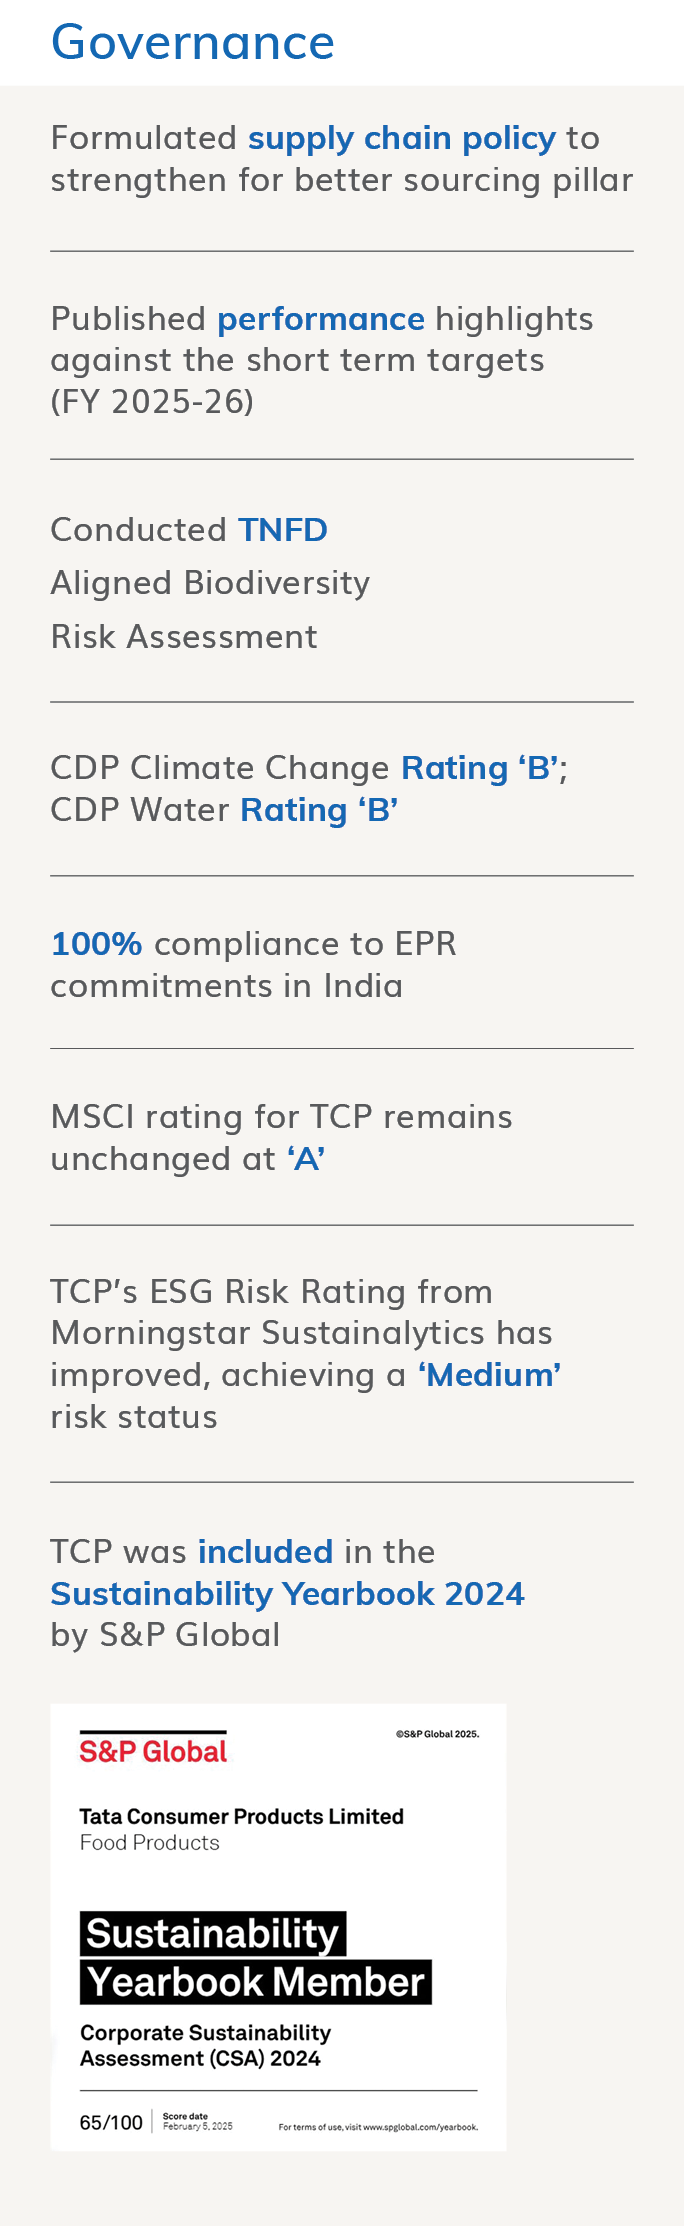 Governance
Formulated supply chain policy to
strengthen for better sourcing pillar
Published performance highlights
against the short term targets
(FY 2025-26)
Conducted TNFD
Aligned Biodiversity
Risk Assessment
CDP Climate Change Rating ‘B’;
CDP Water Rating ‘B’
100% compliance to EPR
commitments in India
MSCI rating for TCP remains
unchanged at ‘A’
TCP’s ESG Risk Rating from
Morningstar Sustainalytics has
improved, achieving a ‘Medium’
risk status
TCP was included in the
Sustainability Yearbook 2024
by S&P Global
S&P Global
©S&P Global 2025.
Tata Consumer Products Limited
Food Products
Sustainability
Yearbook Member
Corporate Sustainability
Assessment (CSA) 2024
65/100
Score date
February 5, 2025
For terms of use, visit www.spglobal.com/yearbook.